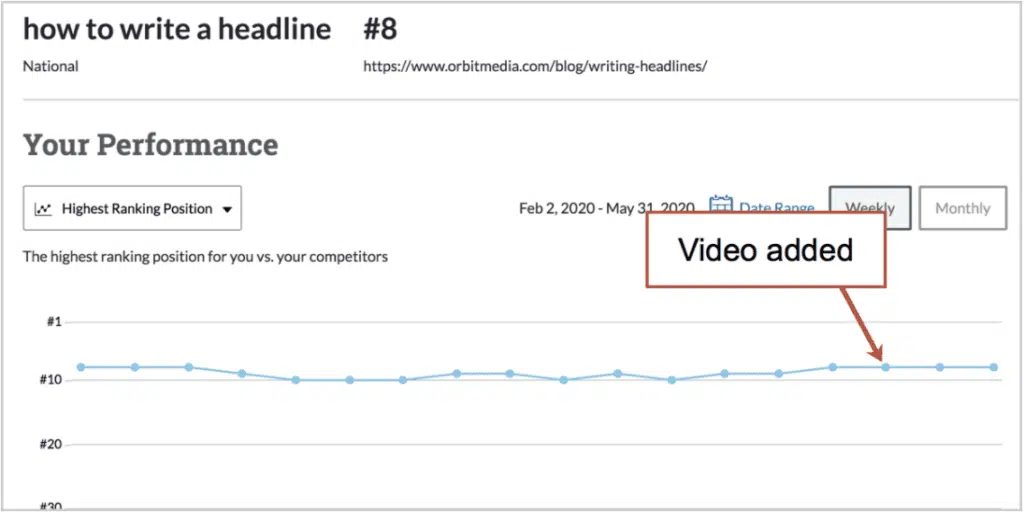 how to write a headline #8
National https://www.orbitmedia.com/blog/writing-headlines/
Your Performance
Highest Ranking Position Feb 2, 2020 - May 31, 2020 Date Range Weekly Monthly
Video added
The highest ranking position for you vs. your competitors
#1
#10
#20
#30